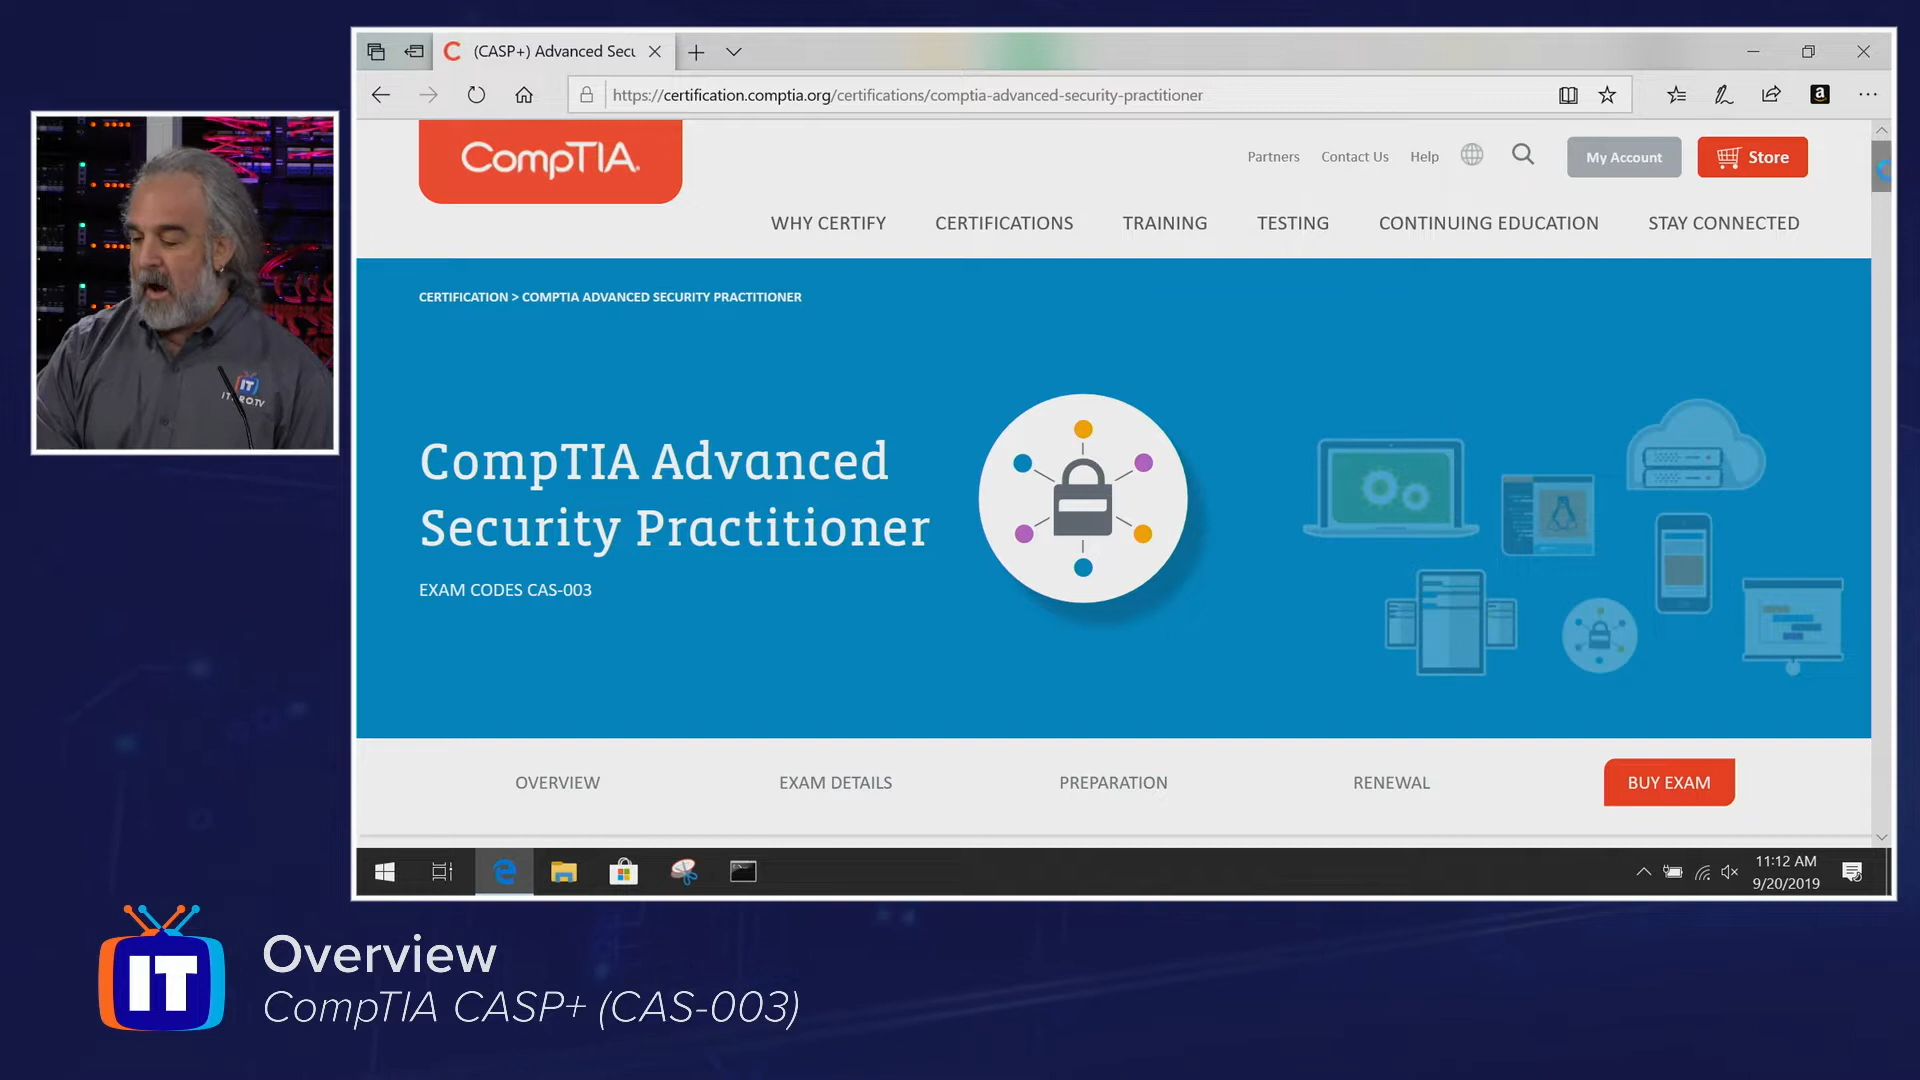 (CASP+) Advanced Secu
https://certification.comptia.org/certifications/comptia-advanced-security-practitioner
CompTIA.
Partners
Contact Us
Help
My Account
Store
WHY CERTIFY
CERTIFICATIONS
TRAINING
TESTING
CONTINUING EDUCATION
STAY CONNECTED
CERTIFICATION > COMPTIA ADVANCED SECURITY PRACTITIONER
CompTIA Advanced
Security Practitioner
EXAM CODES CAS-003
OVERVIEW
EXAM DETAILS
PREPARATION
RENEWAL
BUY EXAM
11:12 AM
9/20/2019
IT
Overview
CompTIA CASP+ (CAS-003)